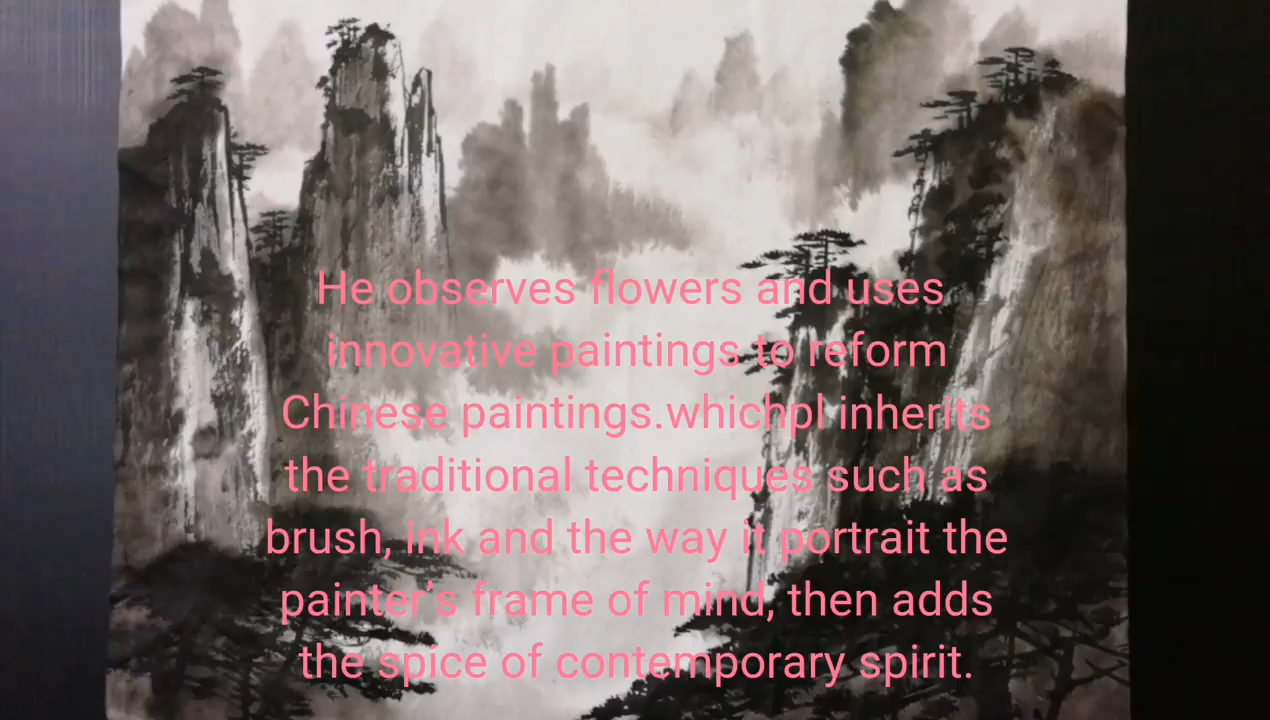 He observes flowers and uses
innovative paintings to reform
Chinese paintings.whichpl inherits
the traditional techniques such as
brush, ink and the way it portrait the
painter's frame of mind, then adds
the spice of contemporary spirit.